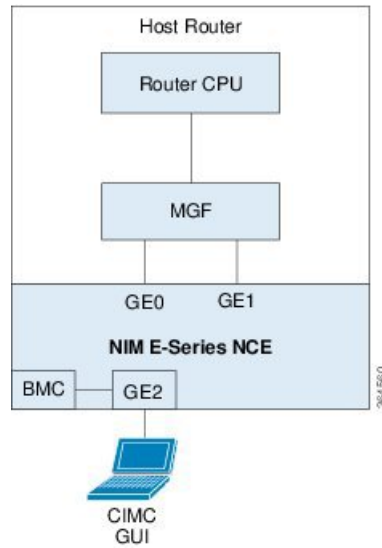 Host Router
Router CPU
MGF
GE0
GE1
NIM E-Series NCE
BMC
GE2
CIMC
GUI